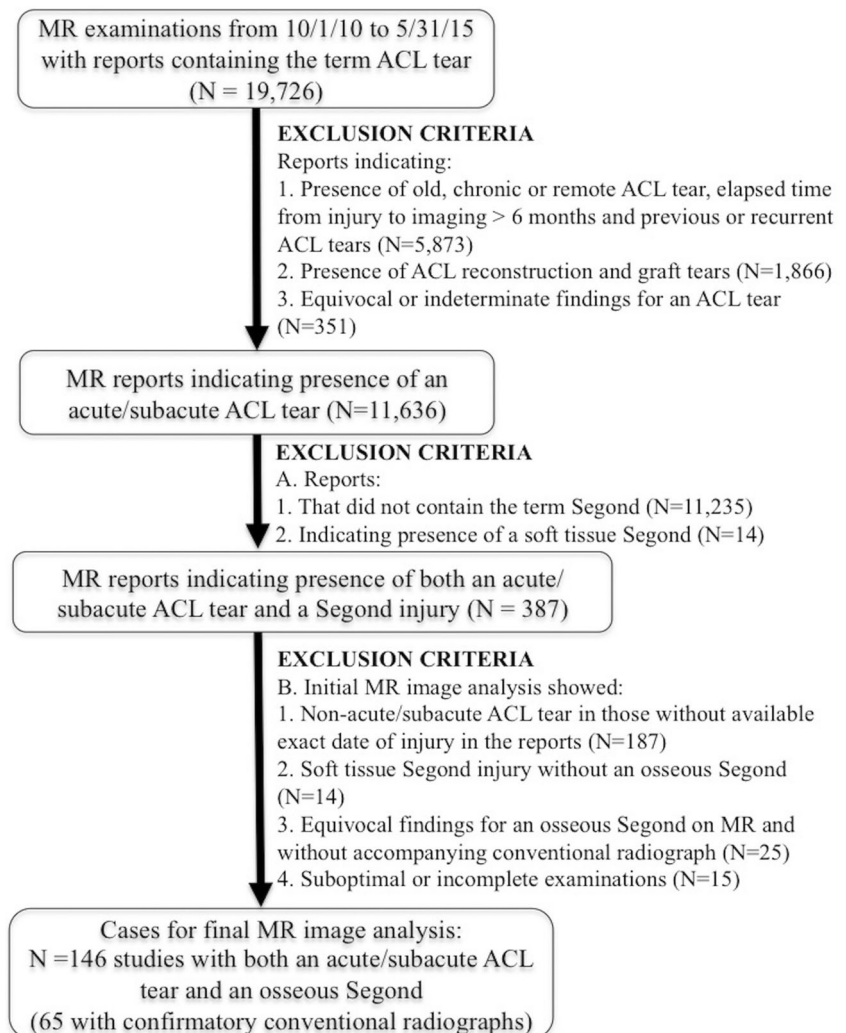 MR examinations from 10/1/10 to 5/31/15
with reports containing the term ACL tear
(N = 19,726)
EXCLUSION CRITERIA
Reports indicating:
1. Presence of old, chronic or remote ACL tear, elapsed time
from injury to imaging > 6 months and previous or recurrent
ACL tears (N=5,873)
2. Presence of ACL reconstruction and graft tears (N=1,866)
3. Equivocal or indeterminate findings for an ACL tear
(N=351)
MR reports indicating presence of an
acute/subacute ACL tear (N=11,636)
EXCLUSION CRITERIA
A. Reports:
1. That did not contain the term Segond (N=11,235)
2. Indicating presence of a soft tissue Segond (N=14)
MR reports indicating presence of both an acute/
subacute ACL tear and a Segond injury (N = 387)
EXCLUSION CRITERIA
B. Initial MR image analysis showed:
1. Non-acute/subacute ACL tear in those without available
exact date of injury in the reports (N=187)
2. Soft tissue Segond injury without an osseous Segond
(N=14)
3. Equivocal findings for an osseous Segond on MR and
without accompanying conventional radiograph (N=25)
4. Suboptimal or incomplete examinations (N=15)
Cases for final MR image analysis:
N =146 studies with both an acute/subacute ACL
tear and an osseous Segond
(65 with confirmatory conventional radiographs)